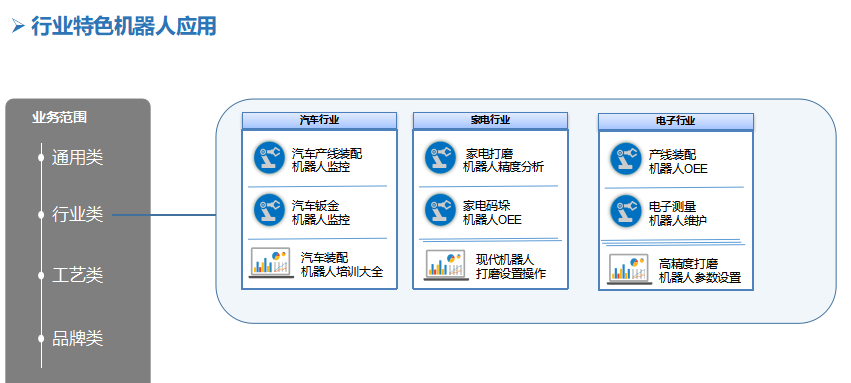 行业特色机器人应用
业务范围
通用类
行业类
工艺类
品牌类
汽车行业
汽车产线装配
机器人监控
汽车钣金
机器人监控
汽车装配
机器人培训大全
家电行业
家电打磨
机器人精度分析
家电码垛
机器人OEE
现代机器人
打磨设置操作
电子行业
产线装配
机器人OEE
电子测量
机器人维护
高精度打磨
机器人参数设置